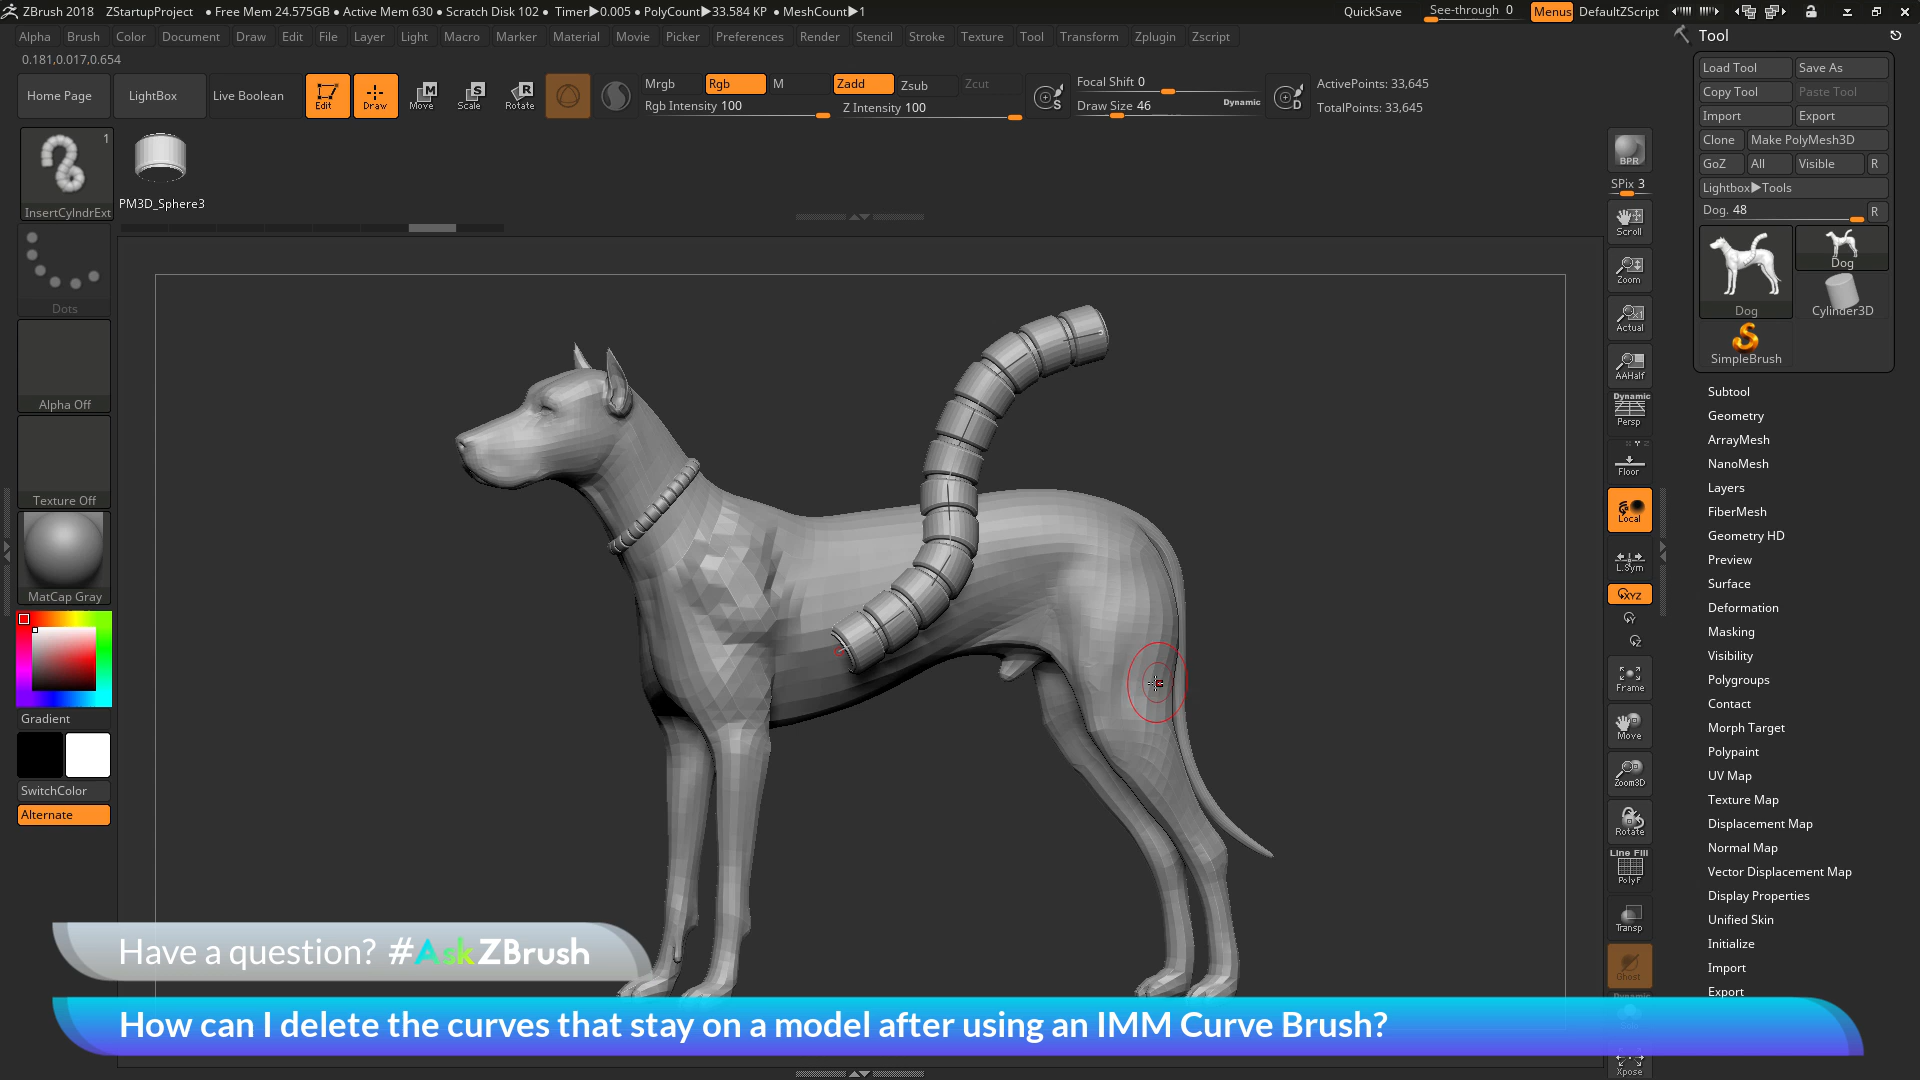 ZBrush 2018 ZStartupProject ● Free Mem 24.575GB ● Active Mem 630 ● Scratch Disk 102 ● Timer▶0.005 ● PolyCount▶33.584 KP ● MeshCount▶1 QuickSave See-through 0 Menus DefaultZScript
Alpha Brush Color Document Draw Edit File Layer Light Macro Marker Material Movie Picker Preferences Render Stencil Stroke Texture Tool Transform Zplugin Zscript
0.181,0.017,0.654
Home Page LightBox Live Boolean
Edit Draw Move Scale Rotate
M S R
Mrgb Rgb M Zadd Zsub Zcut
Rgb Intensity 100 Z Intensity 100
S
Focal Shift 0
Draw Size 46 Dynamic
D
ActivePoints: 33,645
TotalPoints: 33,645
1
InsertCylndrExt
PM3D_Sphere3
Dots
Alpha Off
Texture Off
MatCap Gray
Gradient
SwitchColor
Alternate
BPR
SPix 3
Scroll
Zoom
Actual
AAHalf
Dynamic
Persp
Floor
Local
L.Sym
XYZ
Y
Z
Frame
Move
Zoom3D
Rotate
Line Fill
PolyF
Transp
Ghost
Dynamic
Xpose
Tool
Load Tool Save As
Copy Tool Paste Tool
Import Export
Clone Make PolyMesh3D
GoZ All Visible R
Lightbox▶Tools
Dog. 48 R
Dog
Dog
Cylinder3D
SimpleBrush
Subtool
Geometry
ArrayMesh
NanoMesh
Layers
FiberMesh
Geometry HD
Preview
Surface
Deformation
Masking
Visibility
Polygroups
Contact
Morph Target
Polypaint
UV Map
Texture Map
Displacement Map
Normal Map
Vector Displacement Map
Display Properties
Unified Skin
Initialize
Import
Export
Have a question? #AskZBrush
How can I delete the curves that stay on a model after using an IMM Curve Brush?